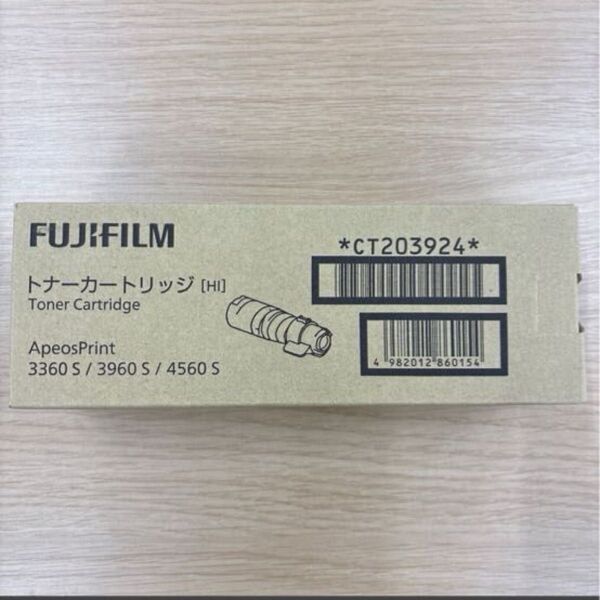 FUJIFILM
トナーカートリッジ [HI]
Toner Cartridge
ApeosPrint
3360 S / 3960 S / 4560 S
*CT203924*
4 982012 860154